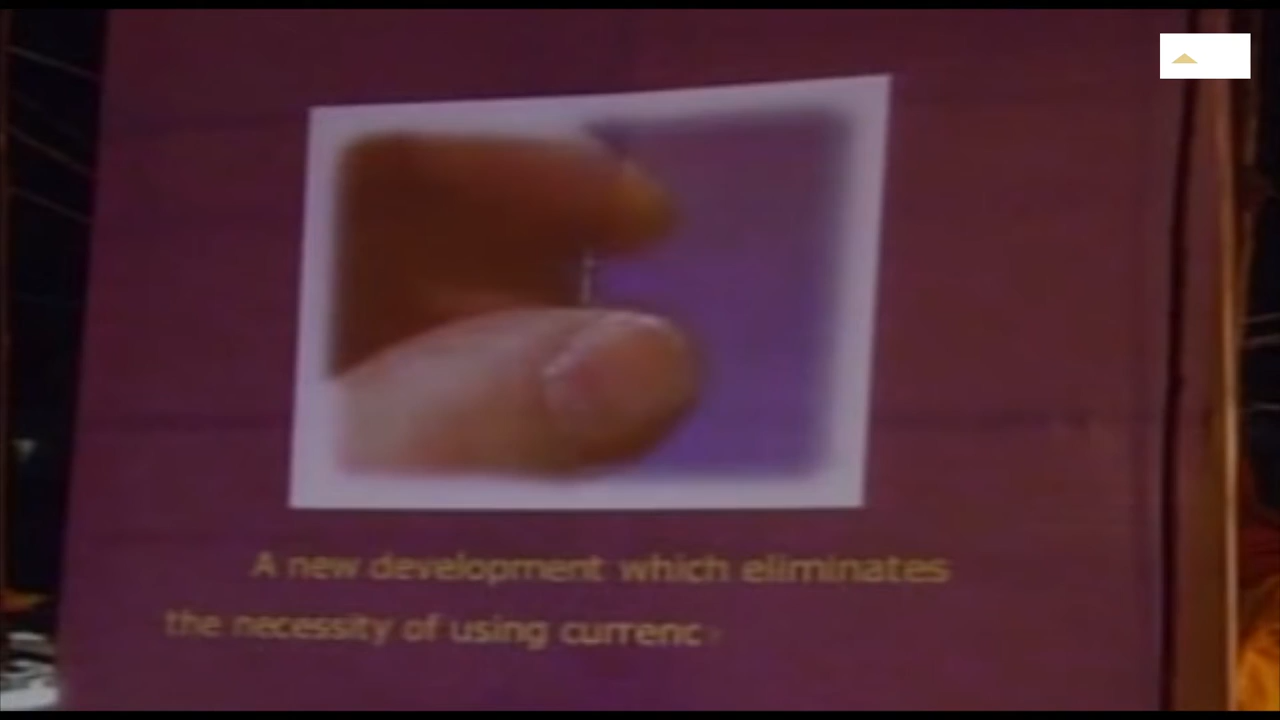 A new development which eliminates
the necessity of using currenc